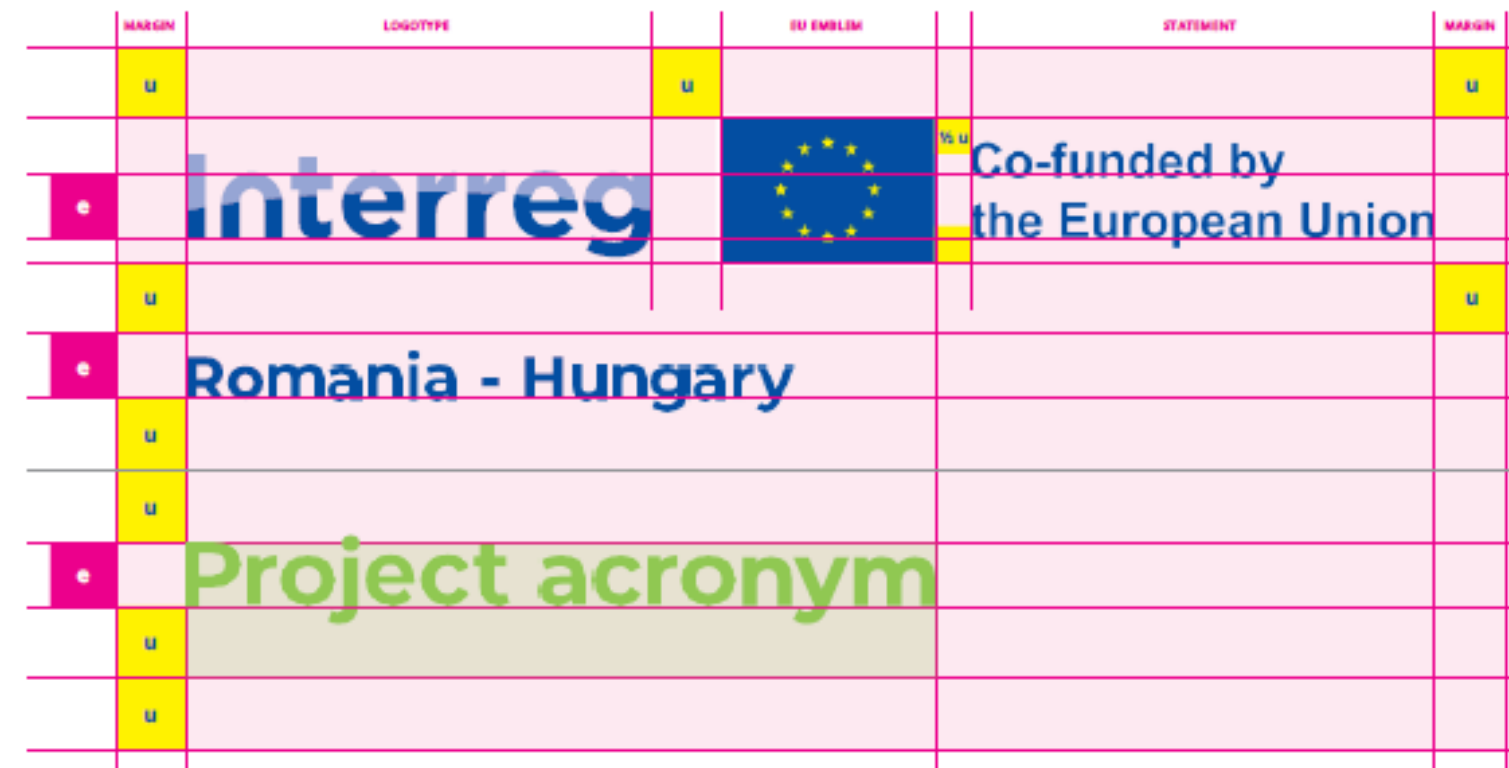 MARGIN LOGOTYPE EU EMBLEM STATEMENT MARGIN
u u u
½ u
Interreg Co-funded by
the European Union
e
u u
e Romania - Hungary
u
u
e Project acronym
u
u